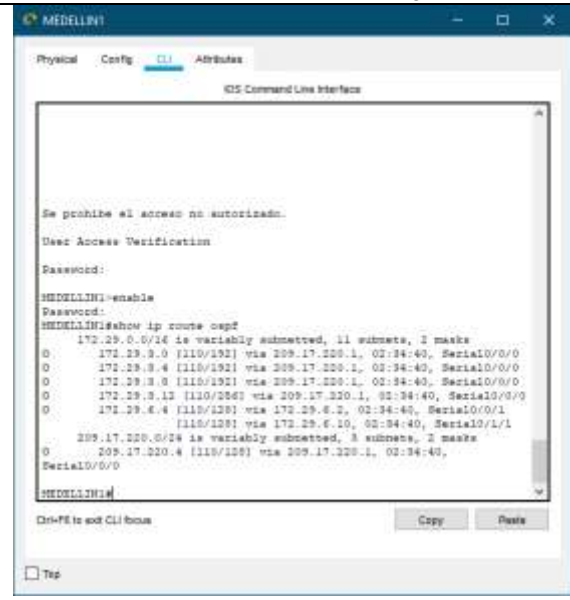 MEDELLIN1
Physical Config CLI Attributes
IOS Command Line Interface
Se prohibe el acceso no autorizado.
User Access Verification
Password:
MEDELLIN1>enable
Password:
MEDELLIN1#show ip route ospf
172.29.0.0/16 is variably subnetted, 11 subnets, 2 masks
O 172.29.3.0 [110/192] via 209.17.220.1, 02:34:40, Serial0/0/0
O 172.29.3.4 [110/192] via 209.17.220.1, 02:34:40, Serial0/0/0
O 172.29.3.8 [110/192] via 209.17.220.1, 02:34:40, Serial0/0/0
O 172.29.3.12 [110/256] via 209.17.220.1, 02:34:40, Serial0/0/0
O 172.29.6.4 [110/128] via 172.29.6.2, 02:34:40, Serial0/0/1
[110/128] via 172.29.6.10, 02:34:40, Serial0/1/1
209.17.220.0/24 is variably subnetted, 3 subnets, 2 masks
O 209.17.220.4 [110/128] via 209.17.220.1, 02:34:40,
Serial0/0/0
MEDELLIN1#
Ctrl+F6 to exit CLI focus
Copy Paste
Top